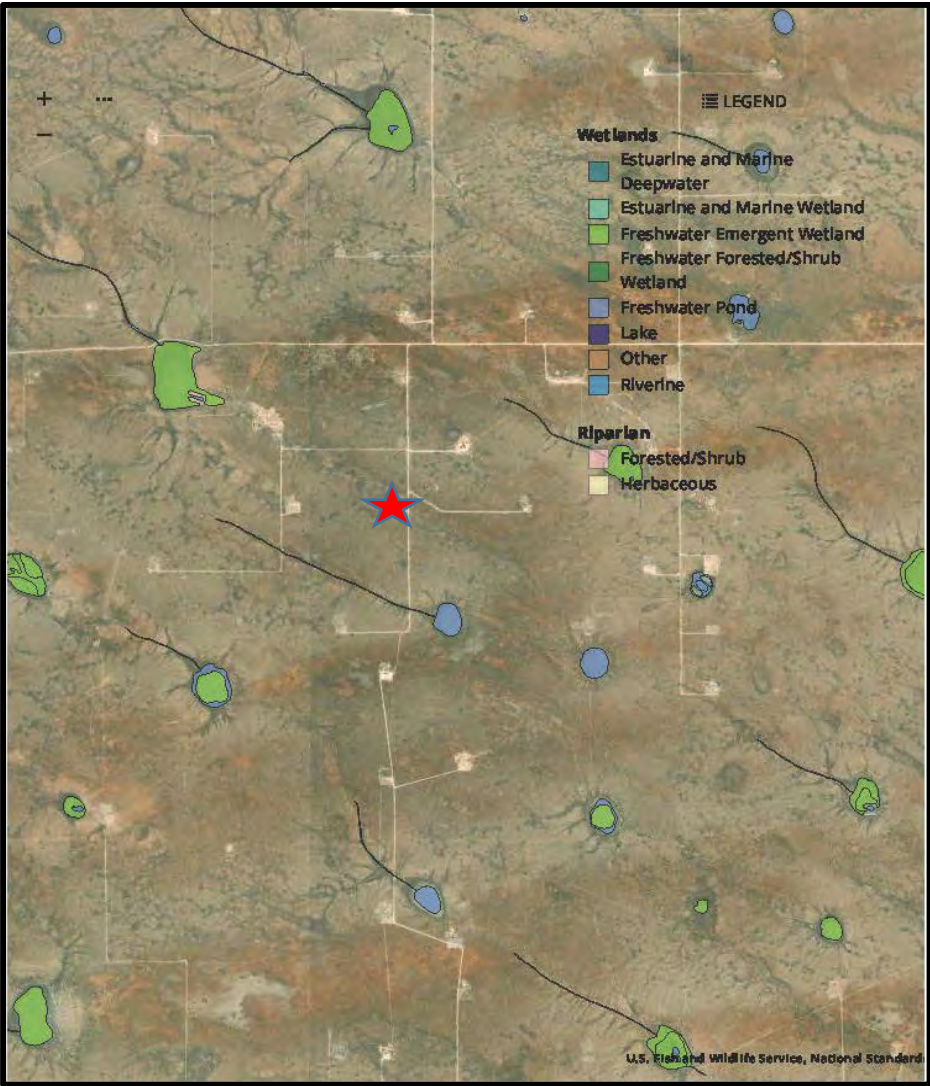 LEGEND
Wetlands
Estuarine and Marine
Deepwater
Estuarine and Marine Wetland
Freshwater Emergent Wetland
Freshwater Forested/Shrub
Wetland
Freshwater Pond
Lake
Other
Riverine
Riparian
Forested/Shrub
Herbaceous
U.S. Fish and Wildlife Service, National Standard